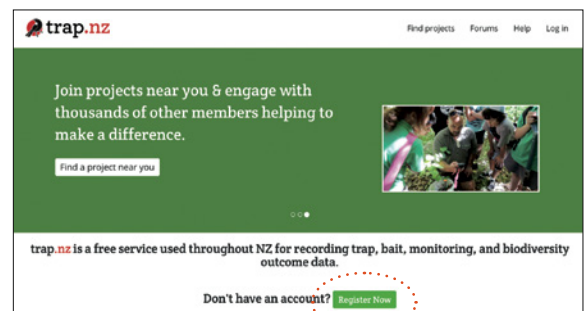 trap.nz
Find projects Forums Help Log in
Join projects near you & engage with
thousands of other members helping to
make a difference.
Find a project near you
trap.nz is a free service used throughout NZ for recording trap, bait, monitoring, and biodiversity
outcome data.
Don't have an account? Register Now